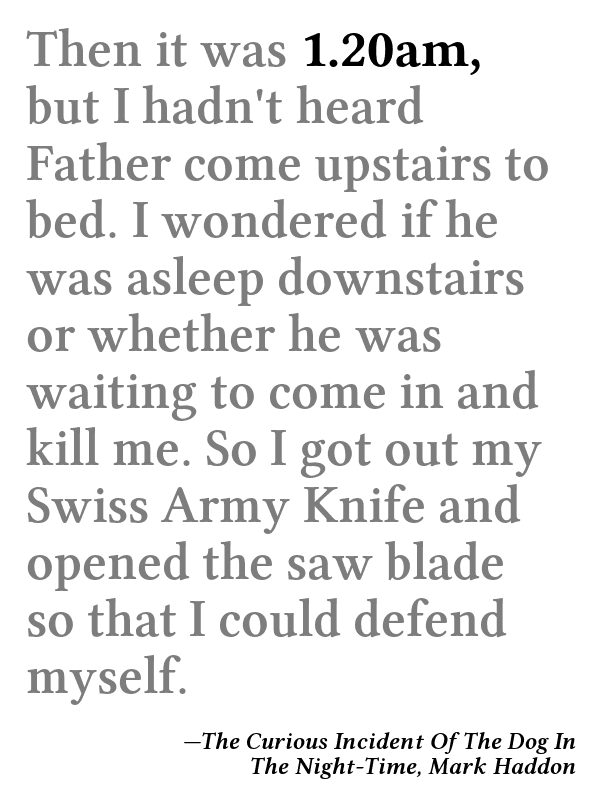 Then it was 1.20am,
but I hadn't heard
Father come upstairs to
bed. I wondered if he
was asleep downstairs
or whether he was
waiting to come in and
kill me. So I got out my
Swiss Army Knife and
opened the saw blade
so that I could defend
myself.
—The Curious Incident Of The Dog In
The Night-Time, Mark Haddon